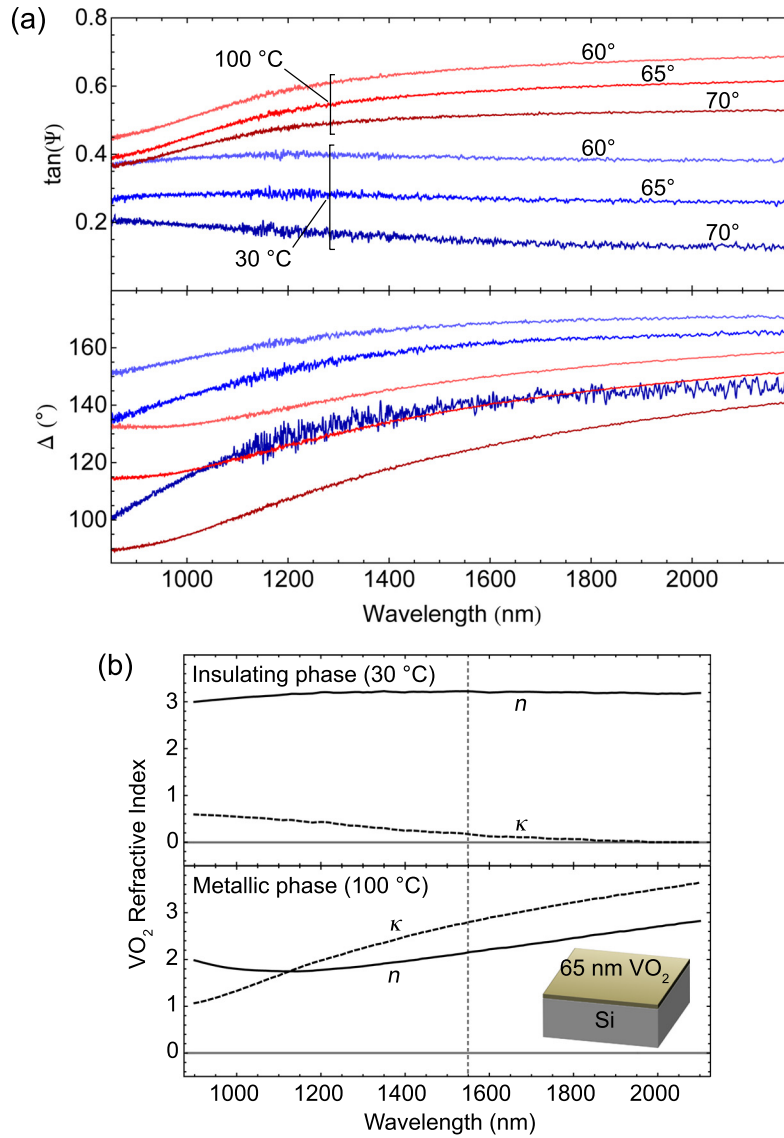 (a)
0.8
0.6
0.4
0.2
tan(Ψ)
100 °C
60°
65°
70°
60°
65°
70°
30 °C
160
140
120
100
Δ (°)
1000 1200 1400 1600 1800 2000
Wavelength (nm)
(b)
Insulating phase (30 °C)
3
2
1
0
n
κ
VO₂ Refractive Index
Metallic phase (100 °C)
3
2
1
0
κ
n
65 nm VO₂
Si
1000 1200 1400 1600 1800 2000
Wavelength (nm)